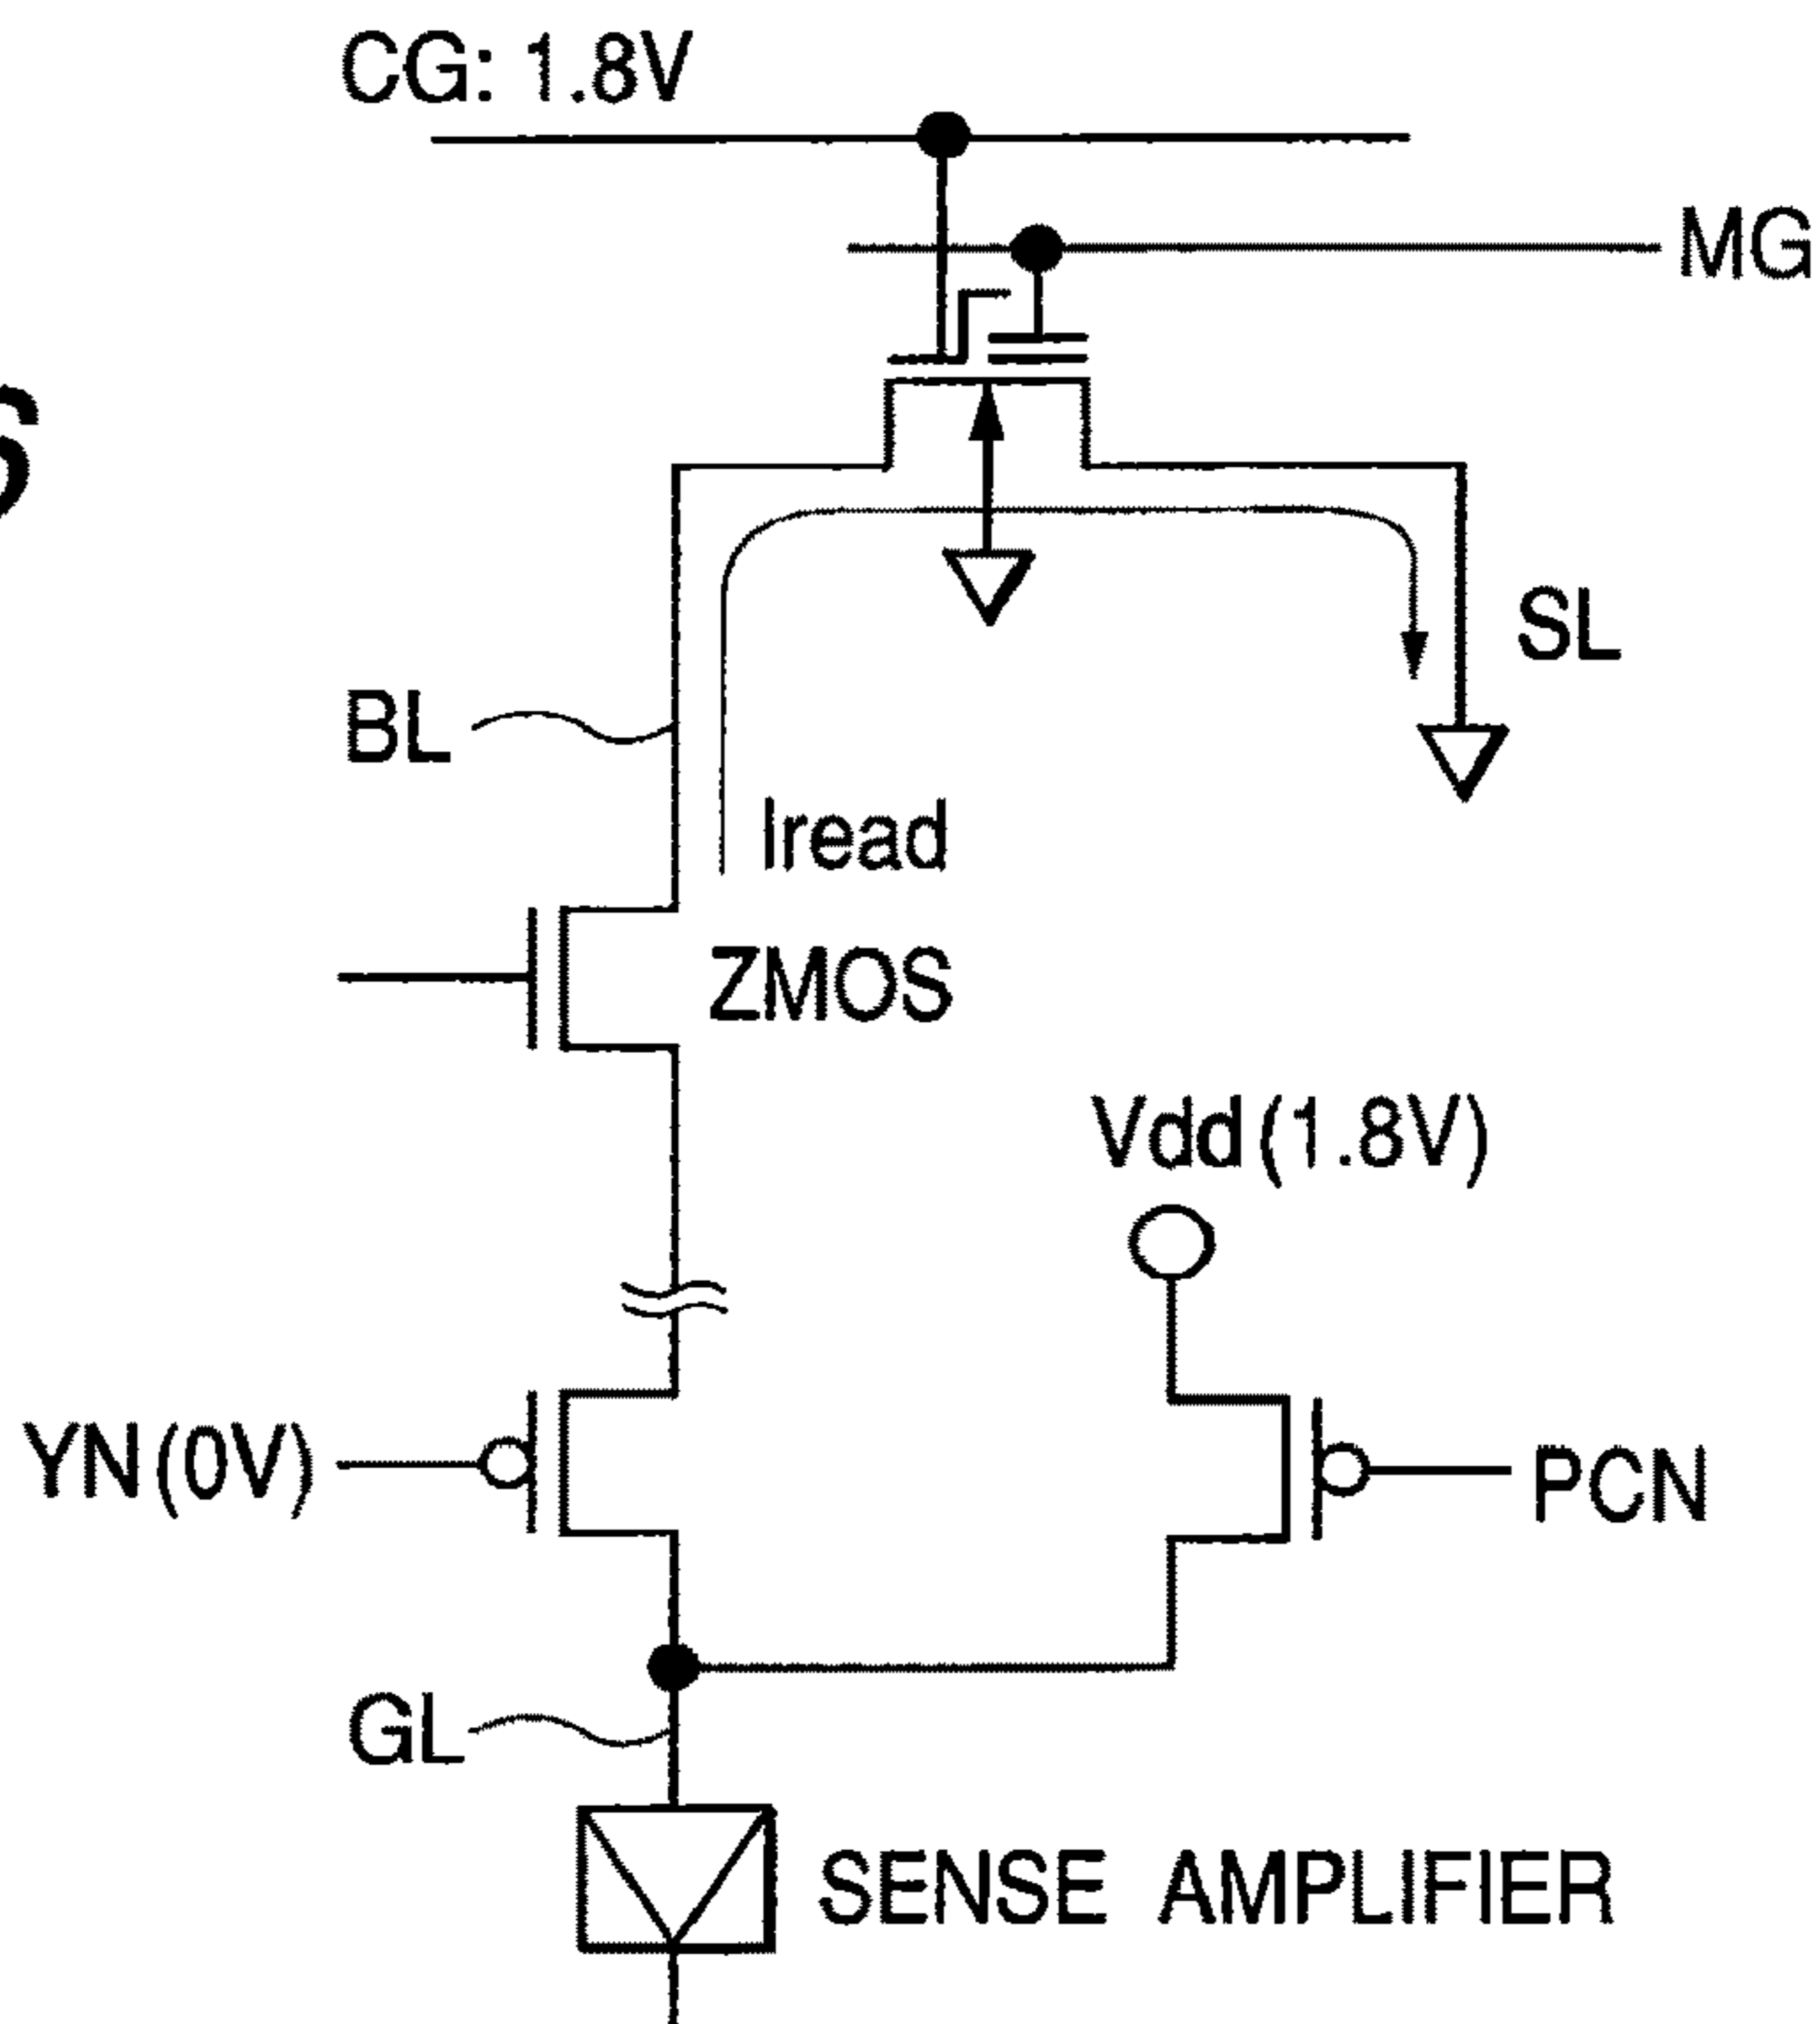 CG: 1.8V
MG
S
SL
BL
Iread
ZMOS
Vdd(1.8V)
YN(0V)
PCN
GL
SENSE AMPLIFIER